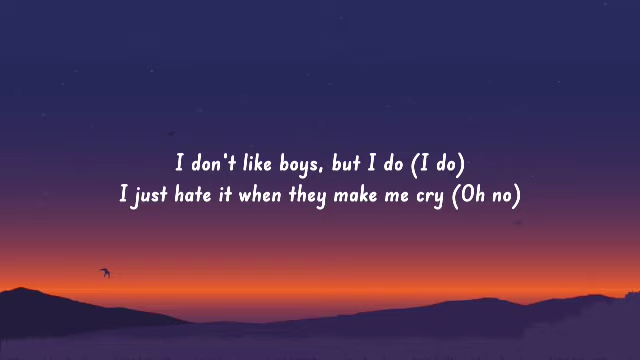 I don't like boys, but I do (I do)
I just hate it when they make me cry (Oh no)